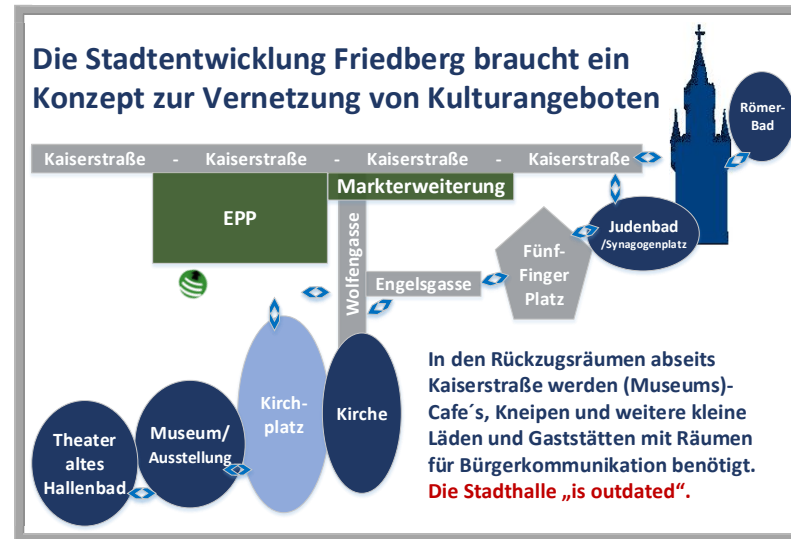 Die Stadtentwicklung Friedberg braucht ein
Konzept zur Vernetzung von Kulturangeboten
Römer-
Bad
Kaiserstraße - Kaiserstraße - Kaiserstraße - Kaiserstraße
Markterweiterung
EPP
Wolfengasse
Engelsgasse
Fünf-
Finger
Platz
Judenbad
/Synagogenplatz
Kirch-
platz
Kirche
Museum/
Ausstellung
Theater
altes
Hallenbad
In den Rückzugsräumen abseits
Kaiserstraße werden (Museums)-
Cafe´s, Kneipen und weitere kleine
Läden und Gaststätten mit Räumen
für Bürgerkommunikation benötigt.
Die Stadthalle „is outdated“.